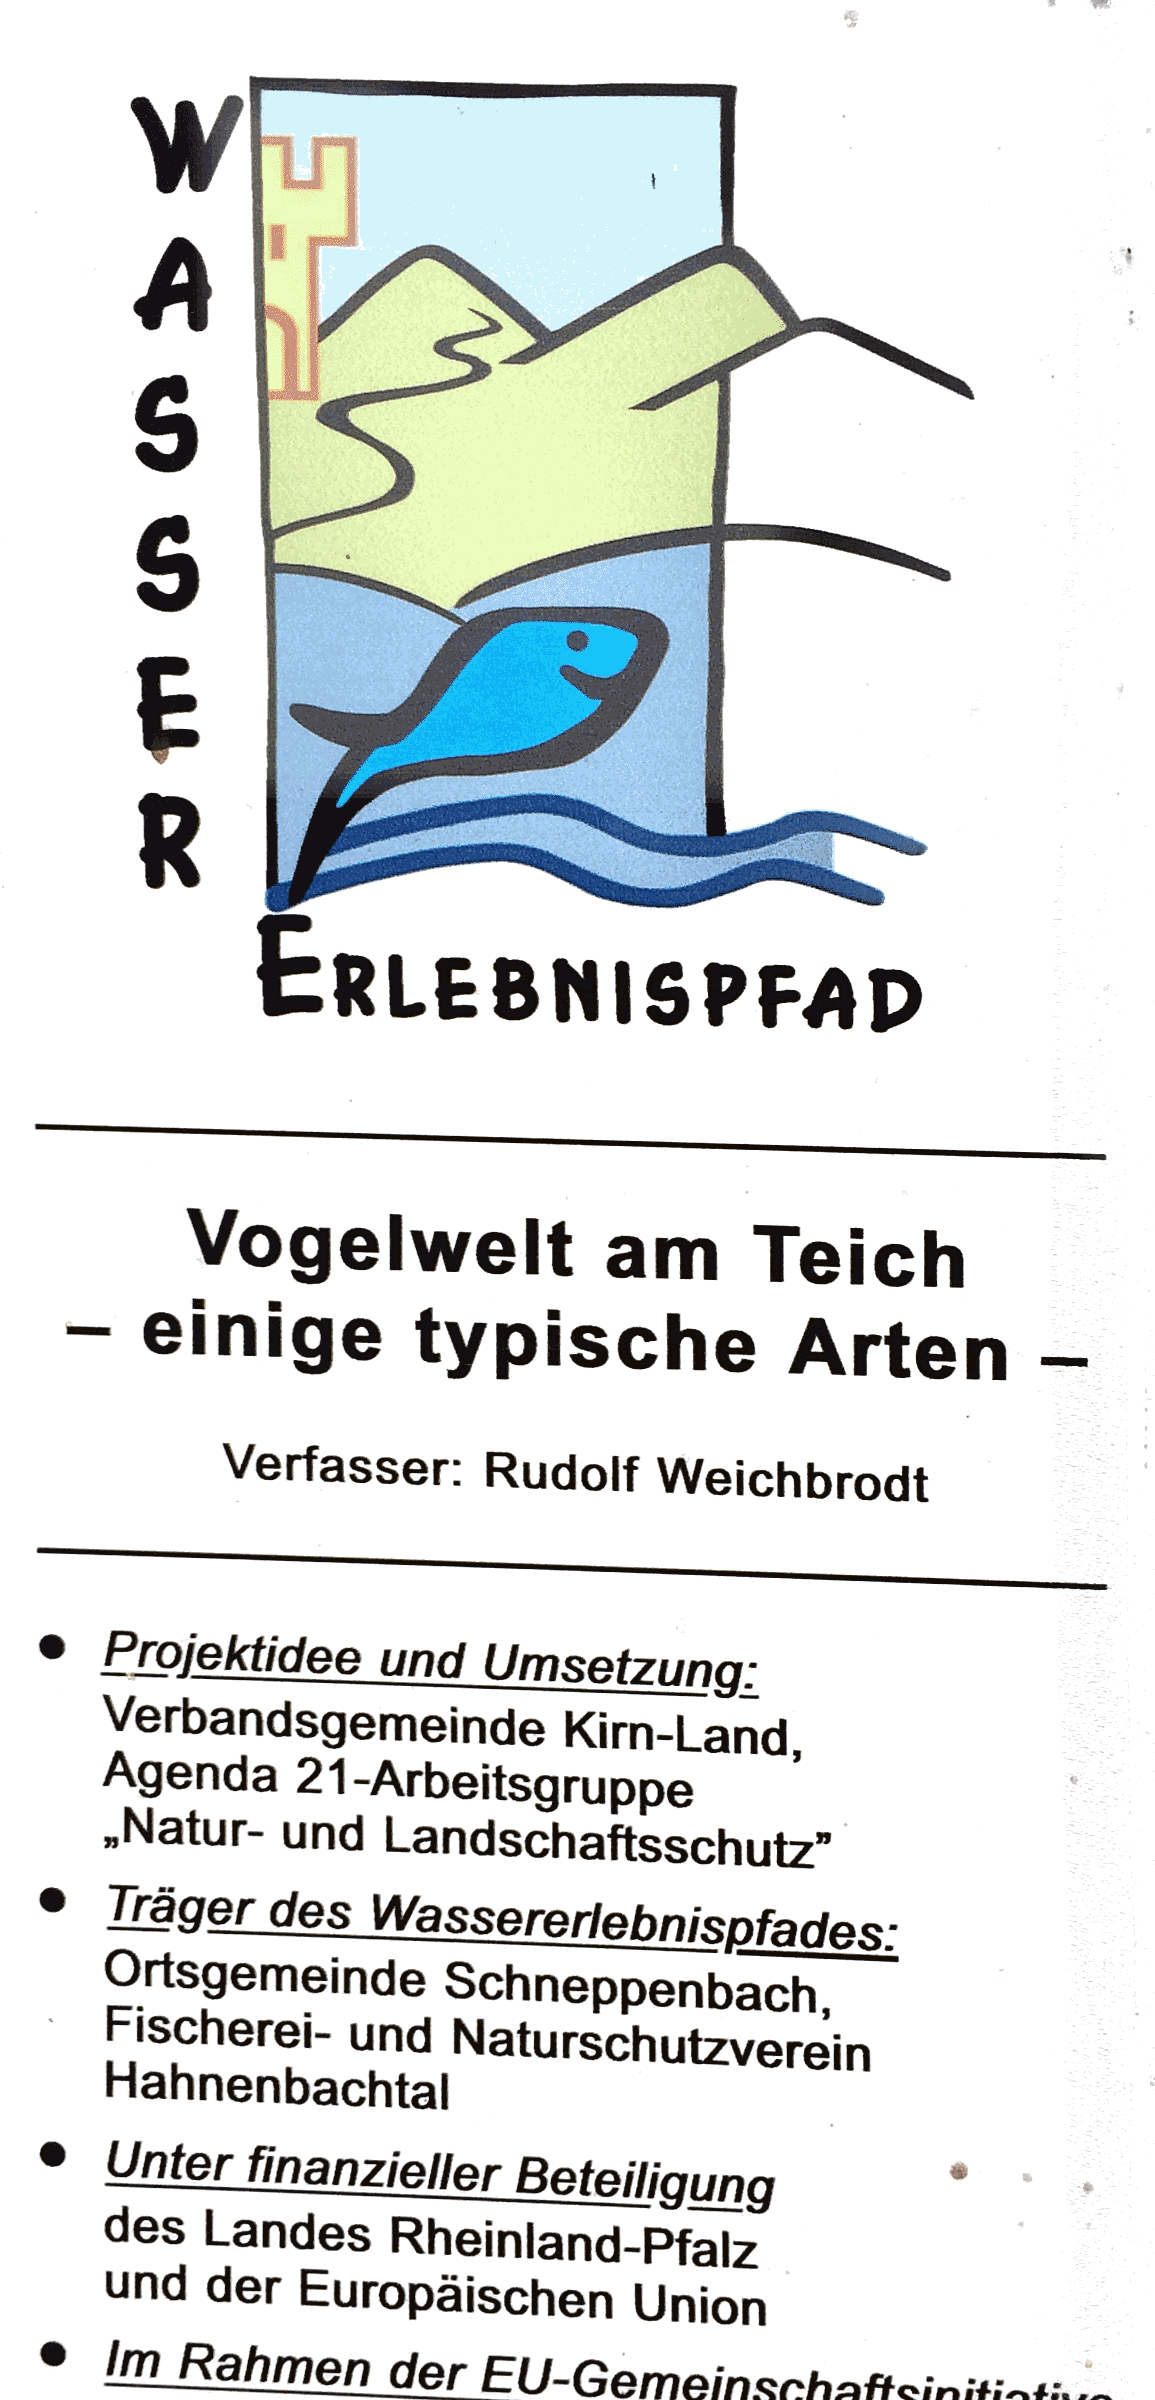 WASSER
ERLEBNISPFAD
Vogelwelt am Teich
– einige typische Arten –
Verfasser: Rudolf Weichbrodt
● Projektidee und Umsetzung:
Verbandsgemeinde Kirn-Land,
Agenda 21-Arbeitsgruppe
„Natur- und Landschaftsschutz”
● Träger des Wassererlebnispfades:
Ortsgemeinde Schneppenbach,
Fischerei- und Naturschutzverein
Hahnenbachtal
● Unter finanzieller Beteiligung
des Landes Rheinland-Pfalz
und der Europäischen Union
● Im Rahmen der EU-Gemeinschaftsinitiative